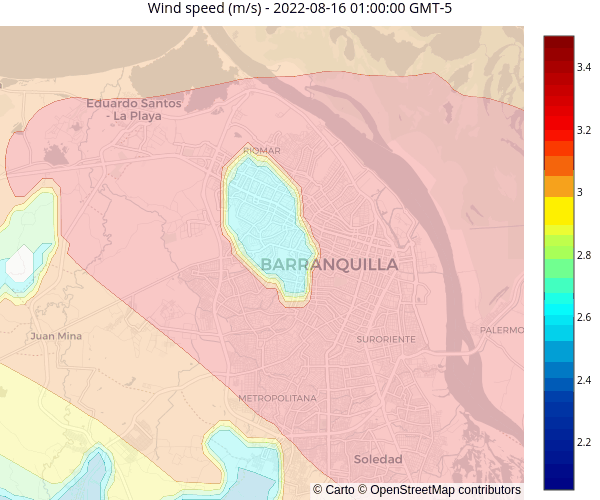 Wind speed (m/s) - 2022-08-16 01:00:00 GMT-5
3.4
Eduardo Santos
- La Playa
3.2
RIOMAR
3
2.8
BARRANQUILLA
2.6
PALERMO
Juan Mina
SURORIENTE
2.4
METROPOLITANA
2.2
Soledad
© Carto © OpenStreetMap contributors